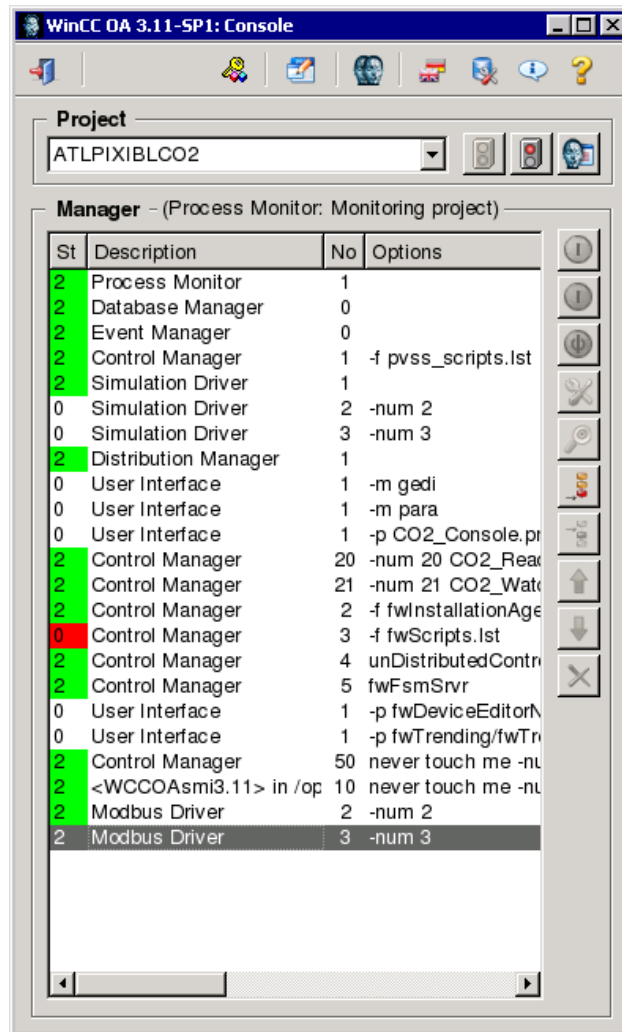 WinCC OA 3.11-SP1: Console
Project
ATLPIXIBLCO2
Manager - (Process Monitor: Monitoring project)
St Description No Options
2 Process Monitor 1
2 Database Manager 0
2 Event Manager 0
2 Control Manager 1 -f pvss_scripts.lst
2 Simulation Driver 1
0 Simulation Driver 2 -num 2
0 Simulation Driver 3 -num 3
2 Distribution Manager 1
0 User Interface 1 -m gedi
0 User Interface 1 -m para
0 User Interface 1 -p CO2_Console.pn
2 Control Manager 20 -num 20 CO2_Read
2 Control Manager 21 -num 21 CO2_Watc
2 Control Manager 2 -f fwInstallationAge
0 Control Manager 3 -f fwScripts.lst
2 Control Manager 4 unDistributedContro
2 Control Manager 5 fwFsmSrvr
0 User Interface 1 -p fwDeviceEditorN
0 User Interface 1 -p fwTrending/fwTre
2 Control Manager 50 never touch me -nu
2 <WCCOAsmi3.11> in /op 10 never touch me -nu
2 Modbus Driver 2 -num 2
2 Modbus Driver 3 -num 3